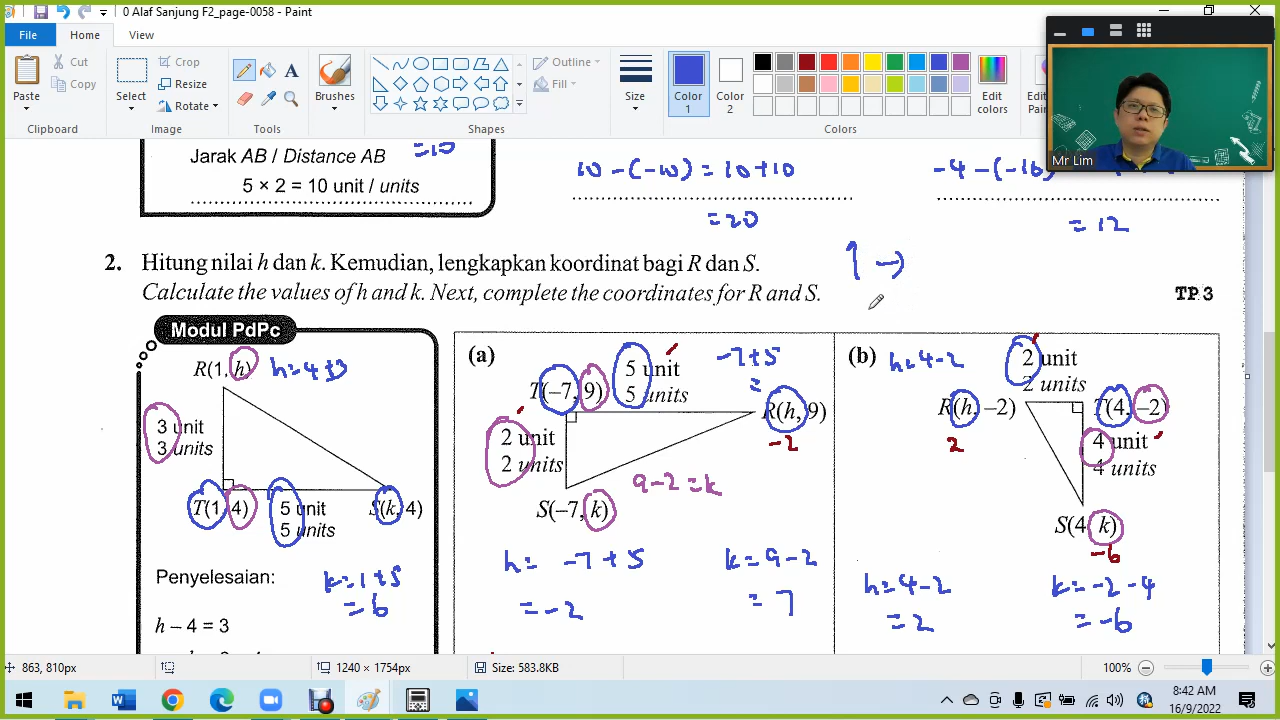 0 Alaf Sanjung F2_page-0058 - Paint
File
Home
View
Paste
Cut
Copy
Clipboard
Select
Crop
Resize
Rotate
Image
Tools
Brushes
Outline
Fill
Shapes
Size
Color 1
Color 2
Edit colors
Colors
Mr Lim
Jarak AB / Distance AB
=15
5 × 2 = 10 unit / units
10 -(-10) = 10+10
= 20
-4 -(-16)
= 12
2. Hitung nilai h dan k. Kemudian, lengkapkan koordinat bagi R dan S.
Calculate the values of h and k. Next, complete the coordinates for R and S.
TP 3
↑ →
Modul PdPc
R(1, h)
h=4+3
3 unit
3 units
T(1, 4)
5 unit
5 units
S(k, 4)
Penyelesaian:
k=1+5
=6
h – 4 = 3
(a)
5 unit
5 units
-7+5
=
T(–7, 9)
R(h, 9)
-2
2 unit
2 units
9-2=k
S(–7, k)
h= -7+5
= -2
k=9-2
= 7
(b)
h=4-2
2 unit
2 units
R(h, –2)
2
T(4, –2)
4 unit
4 units
S(4, k)
-6
h=4-2
=2
k=-2-4
=-6
863, 810px
1240 × 1754px
Size: 583.8KB
100%
8:42 AM
16/9/2022